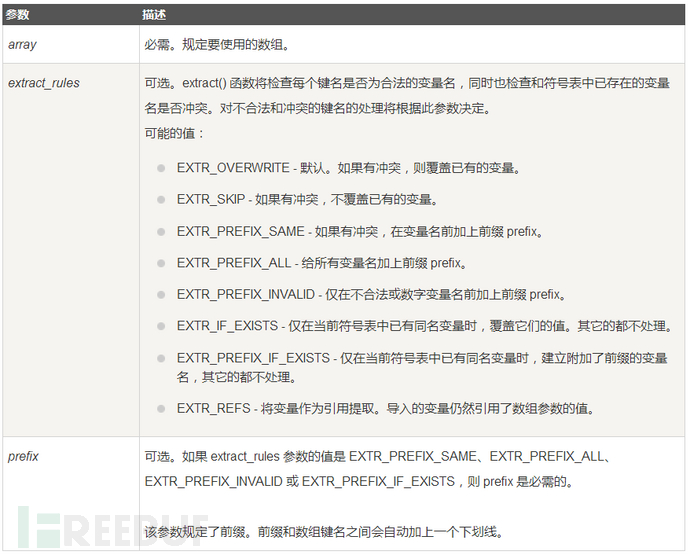 参数 描述
array 必需。规定要使用的数组。
extract_rules 可选。extract() 函数将检查每个键名是否为合法的变量名，同时也检查和符号表中已存在的变量
名是否冲突。对不合法和冲突的键名的处理将根据此参数决定。
可能的值：
EXTR_OVERWRITE - 默认。如果有冲突，则覆盖已有的变量。
EXTR_SKIP - 如果有冲突，不覆盖已有的变量。
EXTR_PREFIX_SAME - 如果有冲突，在变量名前加上前缀 prefix。
EXTR_PREFIX_ALL - 给所有变量名加上前缀 prefix。
EXTR_PREFIX_INVALID - 仅在不合法或数字变量名前加上前缀 prefix。
EXTR_IF_EXISTS - 仅在当前符号表中已有同名变量时，覆盖它们的值。其它的都不处理。
EXTR_PREFIX_IF_EXISTS - 仅在当前符号表中已有同名变量时，建立附加了前缀的变量
名，其它的都不处理。
EXTR_REFS - 将变量作为引用提取。导入的变量仍然引用了数组参数的值。
prefix 可选。如果 extract_rules 参数的值是 EXTR_PREFIX_SAME、EXTR_PREFIX_ALL、
EXTR_PREFIX_INVALID 或 EXTR_PREFIX_IF_EXISTS，则 prefix 是必需的。
该参数规定了前缀。前缀和数组键名之间会自动加上一个下划线。
FREEBUF